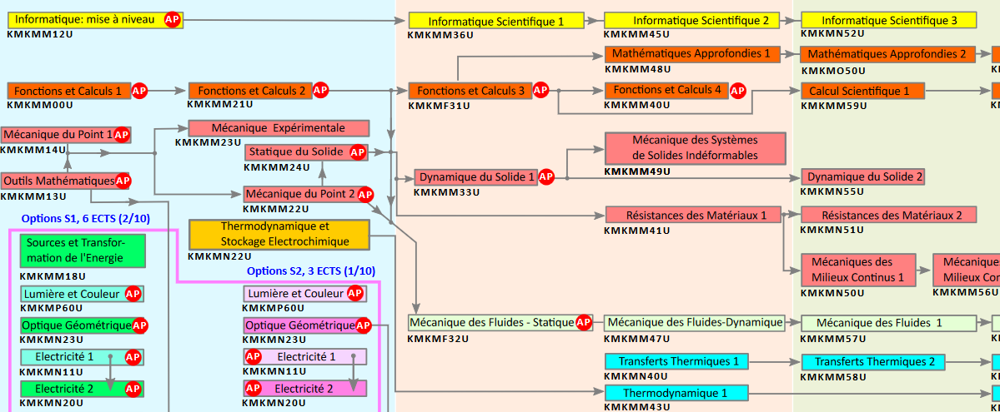 Informatique: mise à niveau AP
KMKMM12U
Informatique Scientifique 1
KMKMM36U
Informatique Scientifique 2
KMKMM45U
Informatique Scientifique 3
KMKMN52U
Mathématiques Approfondies 1
KMKMM48U
Mathématiques Approfondies 2
KMKMO50U
Fonctions et Calculs 1 AP
KMKMM00U
Fonctions et Calculs 2 AP
KMKMM21U
Fonctions et Calculs 3 AP
KMKMF31U
Fonctions et Calculs 4 AP
KMKMM40U
Calcul Scientifique 1
KMKMM59U
Mécanique du Point 1 AP
KMKMM14U
Mécanique Expérimentale
KMKMM23U
Statique du Solide AP
KMKMM24U
Mécanique des Systèmes
de Solides Indéformables
KMKMM49U
Outils Mathématiques AP
KMKMM13U
Mécanique du Point 2 AP
KMKMM22U
Dynamique du Solide 1 AP
KMKMM33U
Dynamique du Solide 2
KMKMN55U
Options S1, 6 ECTS (2/10)
Thermodynamique et
Stockage Electrochimique
KMKMN22U
Résistances des Matériaux 1
KMKMM41U
Résistances des Matériaux 2
KMKMN51U
Sources et Transfor-
mation de l'Energie
KMKMM18U
Options S2, 3 ECTS (1/10)
Mécaniques des
Milieux Continus 1
KMKMN50U
Mécaniques
Milieux Con
KMKMM56U
Lumière et Couleur AP
KMKMP60U
Lumière et Couleur AP
KMKMP60U
Optique Géométrique AP
KMKMN23U
Optique Géométrique AP
KMKMN23U
Mécanique des Fluides - Statique AP
KMKMF32U
Mécanique des Fluides-Dynamique
KMKMM47U
Mécanique des Fluides 1
KMKMM57U
Electricité 1 AP
KMKMN11U
AP Electricité 1
KMKMN11U
Transferts Thermiques 1
KMKMN40U
Transferts Thermiques 2
KMKMM58U
Electricité 2 AP
KMKMN20U
AP Electricité 2
KMKMN20U
Thermodynamique 1
KMKMM43U